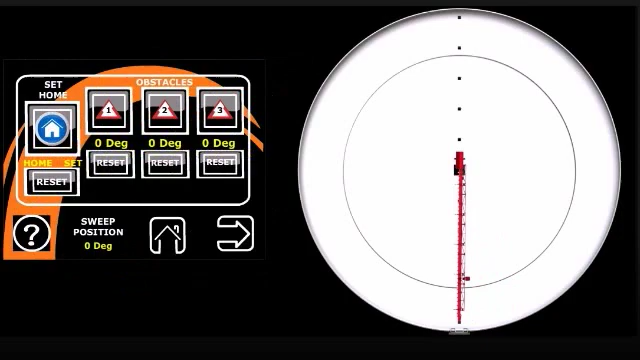 SET
HOME
OBSTACLES
1 2 3
0 Deg 0 Deg 0 Deg
HOME SET
RESET RESET RESET RESET
?
SWEEP
POSITION
0 Deg